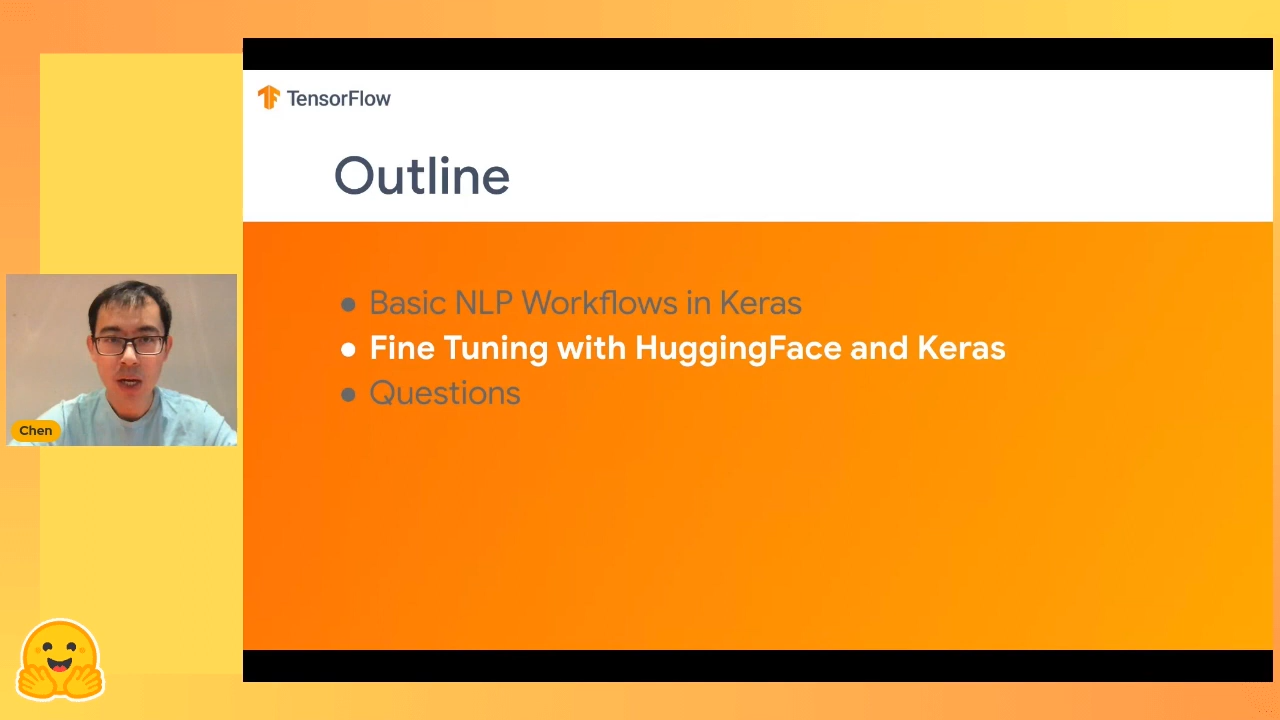 TensorFlow
Outline
● Basic NLP Workflows in Keras
● Fine Tuning with HuggingFace and Keras
● Questions
Chen